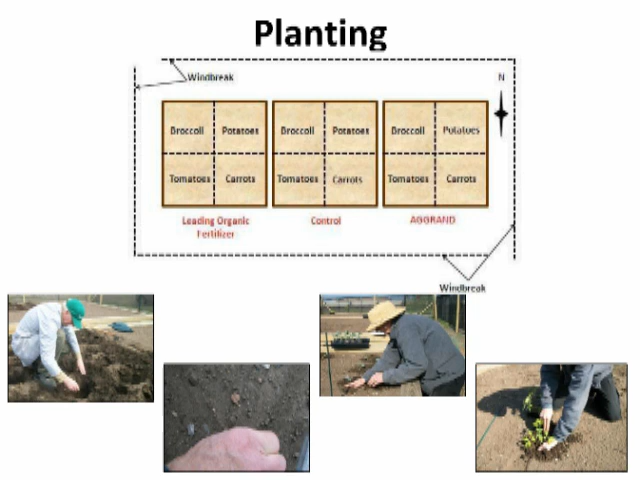 Planting
Windbreak
N
Broccoli Potatoes Broccoli Potatoes Broccoli Potatoes
Tomatoes Carrots Tomatoes Carrots Tomatoes Carrots
Leading Organic Control AGGRAND
Fertilizer
Windbreak